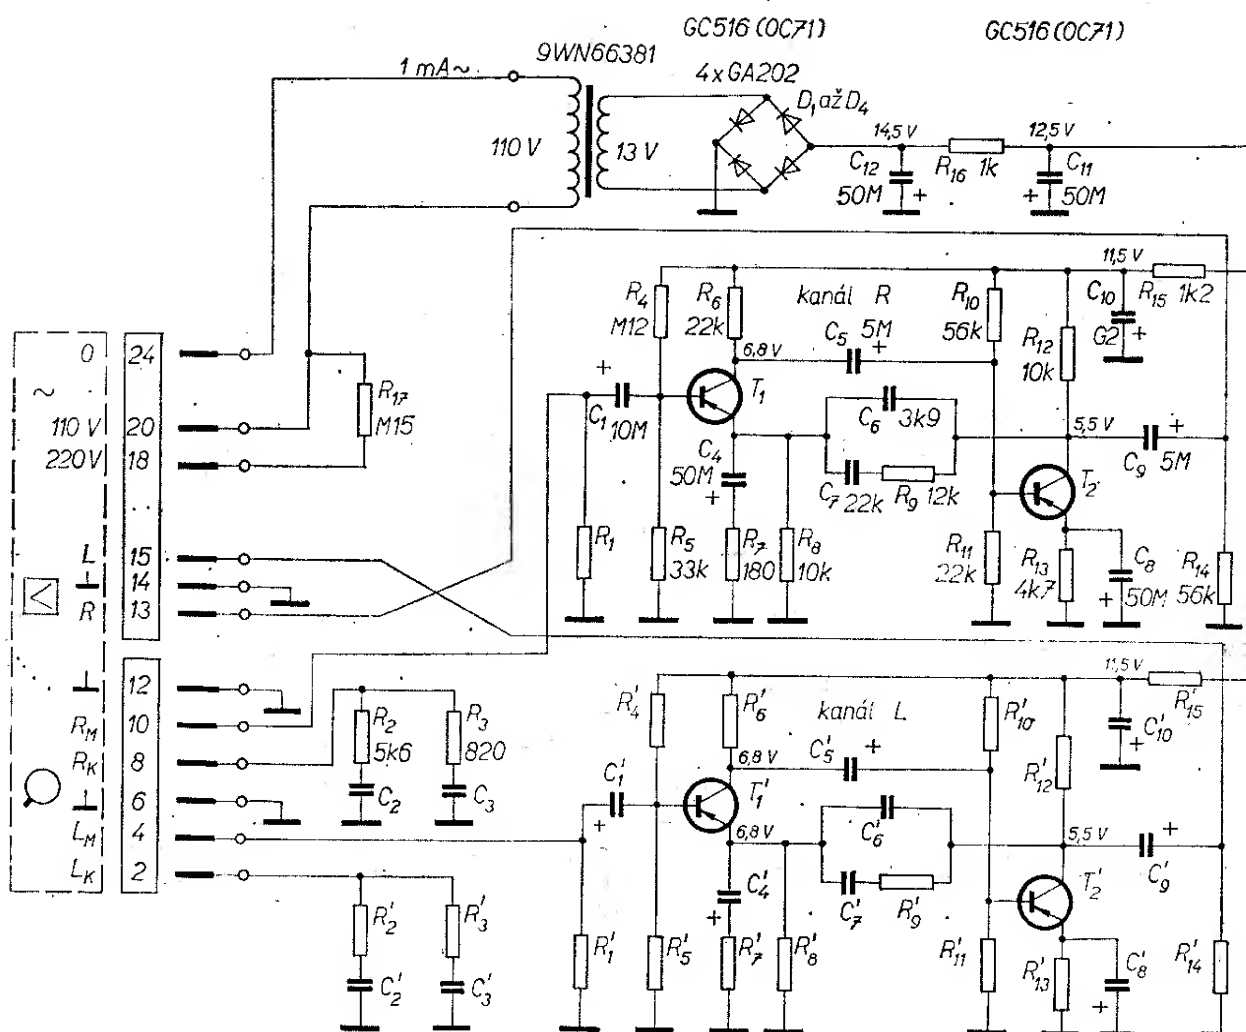 GC516 (OC71)
GC516 (OC71)
9WN66381
1 mA~
4xGA202
D1 až D4
110 V
13 V
14,5 V
12,5 V
C12
50M
R16 1k
C11
50M
+
+
11,5 V
R4
M12
R6
22k
kanál R
R10
56k
C10
G2
+
R15
1k2
C5 5M
+
6,8 V
R12
10k
0
24
~
110 V
20
220V
18
R17
M15
+
C1 10M
T1
C6 3k9
5,5 V
+
C9 5M
C4
50M
+
C7 22k
R9 12k
T2
L
15
14
R
13
R1
R5
33k
R7
180
R8
10k
R11
22k
R13
4k7
C8
50M
+
R14
56k
12
RM
10
RK
8
6
LM
4
LK
2
R2
5k6
R3
820
C2
C3
11,5 V
R'4
R'6
kanál L
R'10
C'10
+
R'15
C'5
+
6,8 V
R'12
C'1
+
T'1
6,8 V
C'6
5,5 V
+
C'9
C'4
+
C'7
R'9
T'2
R'2
R'3
R'1
R'5
R'7
R'8
R'11
R'13
C'8
+
R'14
C'2
C'3